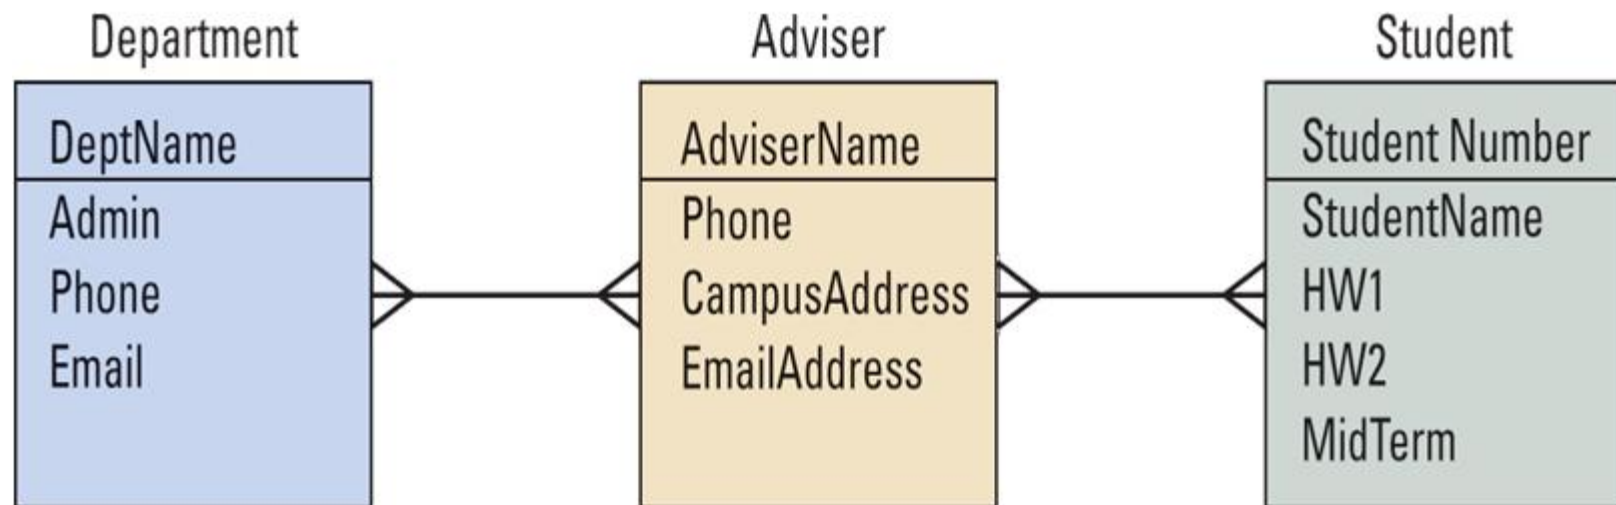 Department
DeptName
Admin
Phone
Email
Adviser
AdviserName
Phone
CampusAddress
EmailAddress
Student
Student Number
StudentName
HW1
HW2
MidTerm